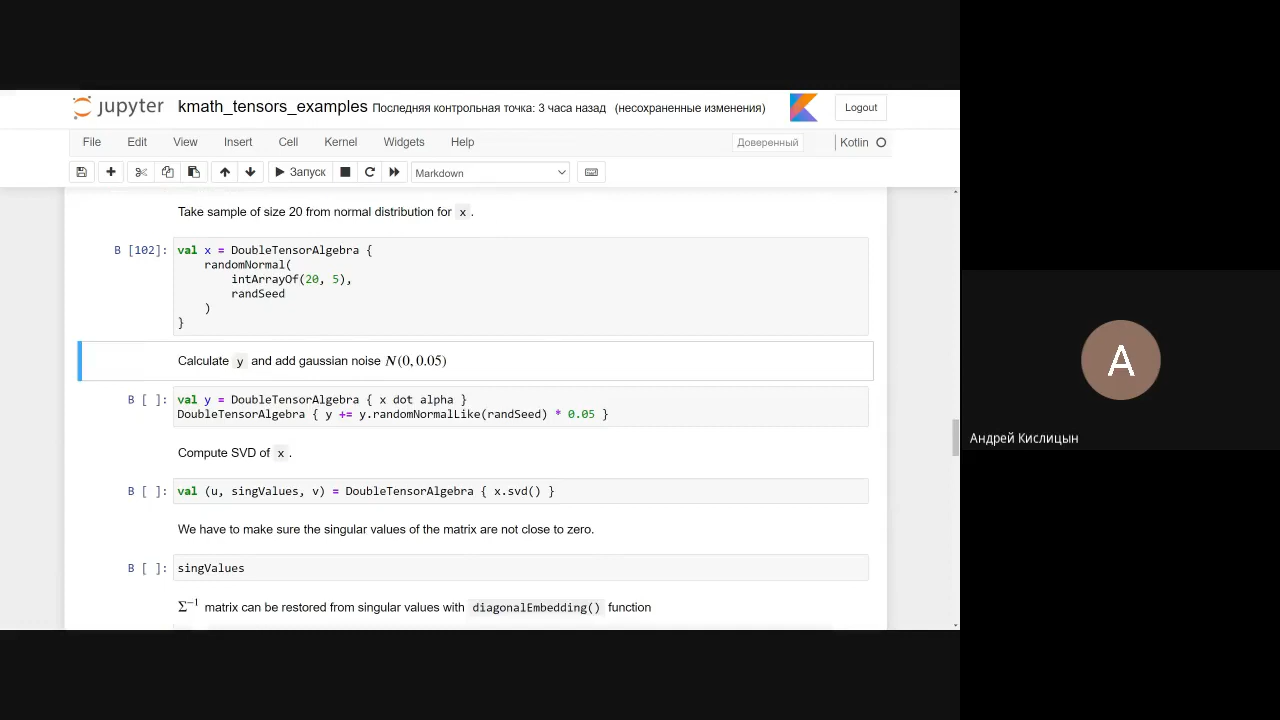 jupyter kmath_tensors_examples Последняя контрольная точка: 3 часа назад (несохраненные изменения) Logout
File Edit View Insert Cell Kernel Widgets Help Доверенный Kotlin
Запуск Markdown
Take sample of size 20 from normal distribution for x.
В [102]: val x = DoubleTensorAlgebra {
randomNormal(
intArrayOf(20, 5),
randSeed
)
}
Calculate y and add gaussian noise N(0, 0.05)
В [ ]: val y = DoubleTensorAlgebra { x dot alpha }
DoubleTensorAlgebra { y += y.randomNormalLike(randSeed) * 0.05 }
Compute SVD of x.
В [ ]: val (u, singValues, v) = DoubleTensorAlgebra { x.svd() }
We have to make sure the singular values of the matrix are not close to zero.
В [ ]: singValues
Σ⁻¹ matrix can be restored from singular values with diagonalEmbedding() function
А
Андрей Кислицын